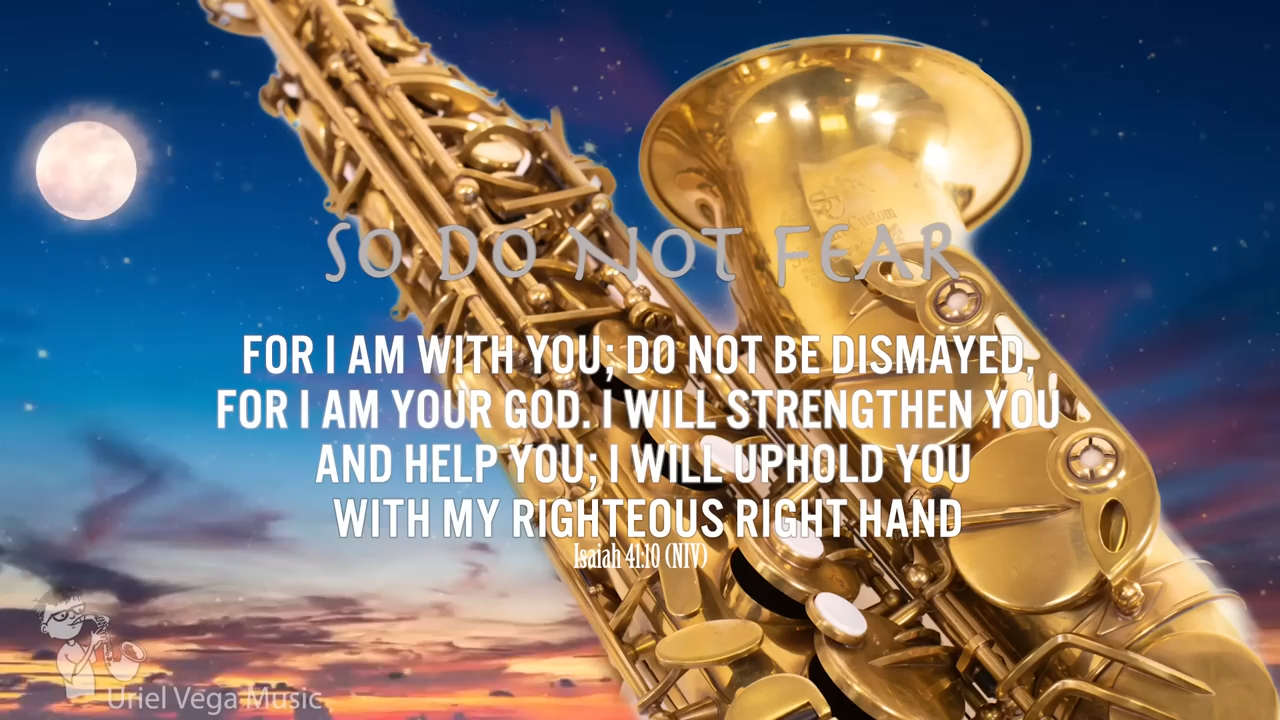 SO DO NOT FEAR
FOR I AM WITH YOU; DO NOT BE DISMAYED,
FOR I AM YOUR GOD. I WILL STRENGTHEN YOU
AND HELP YOU; I WILL UPHOLD YOU
WITH MY RIGHTEOUS RIGHT HAND
Isaiah 41:10 (NIV)
Custom
Uriel Vega Music